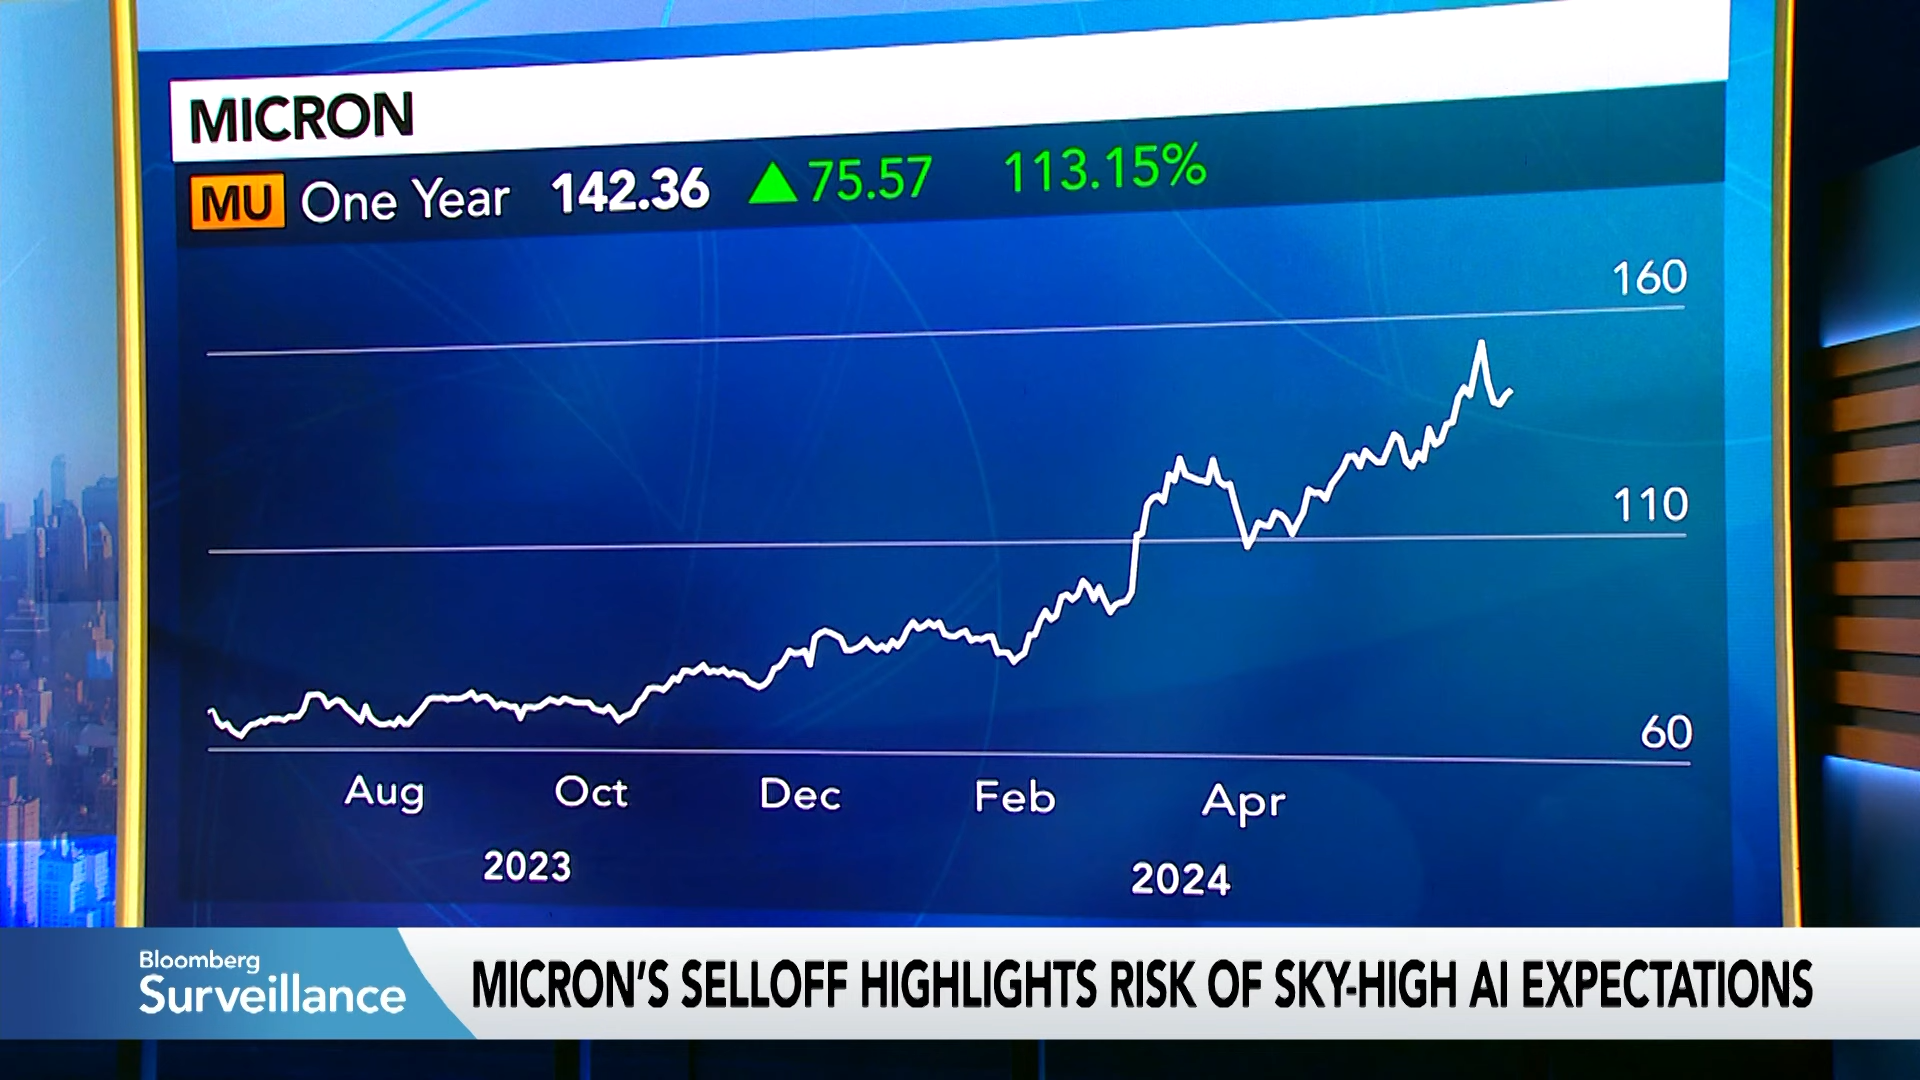 MICRON
MU One Year 142.36 ▲75.57 113.15%
160
110
60
Aug Oct Dec Feb Apr
2023 2024
Bloomberg
Surveillance
MICRON'S SELLOFF HIGHLIGHTS RISK OF SKY-HIGH AI EXPECTATIONS